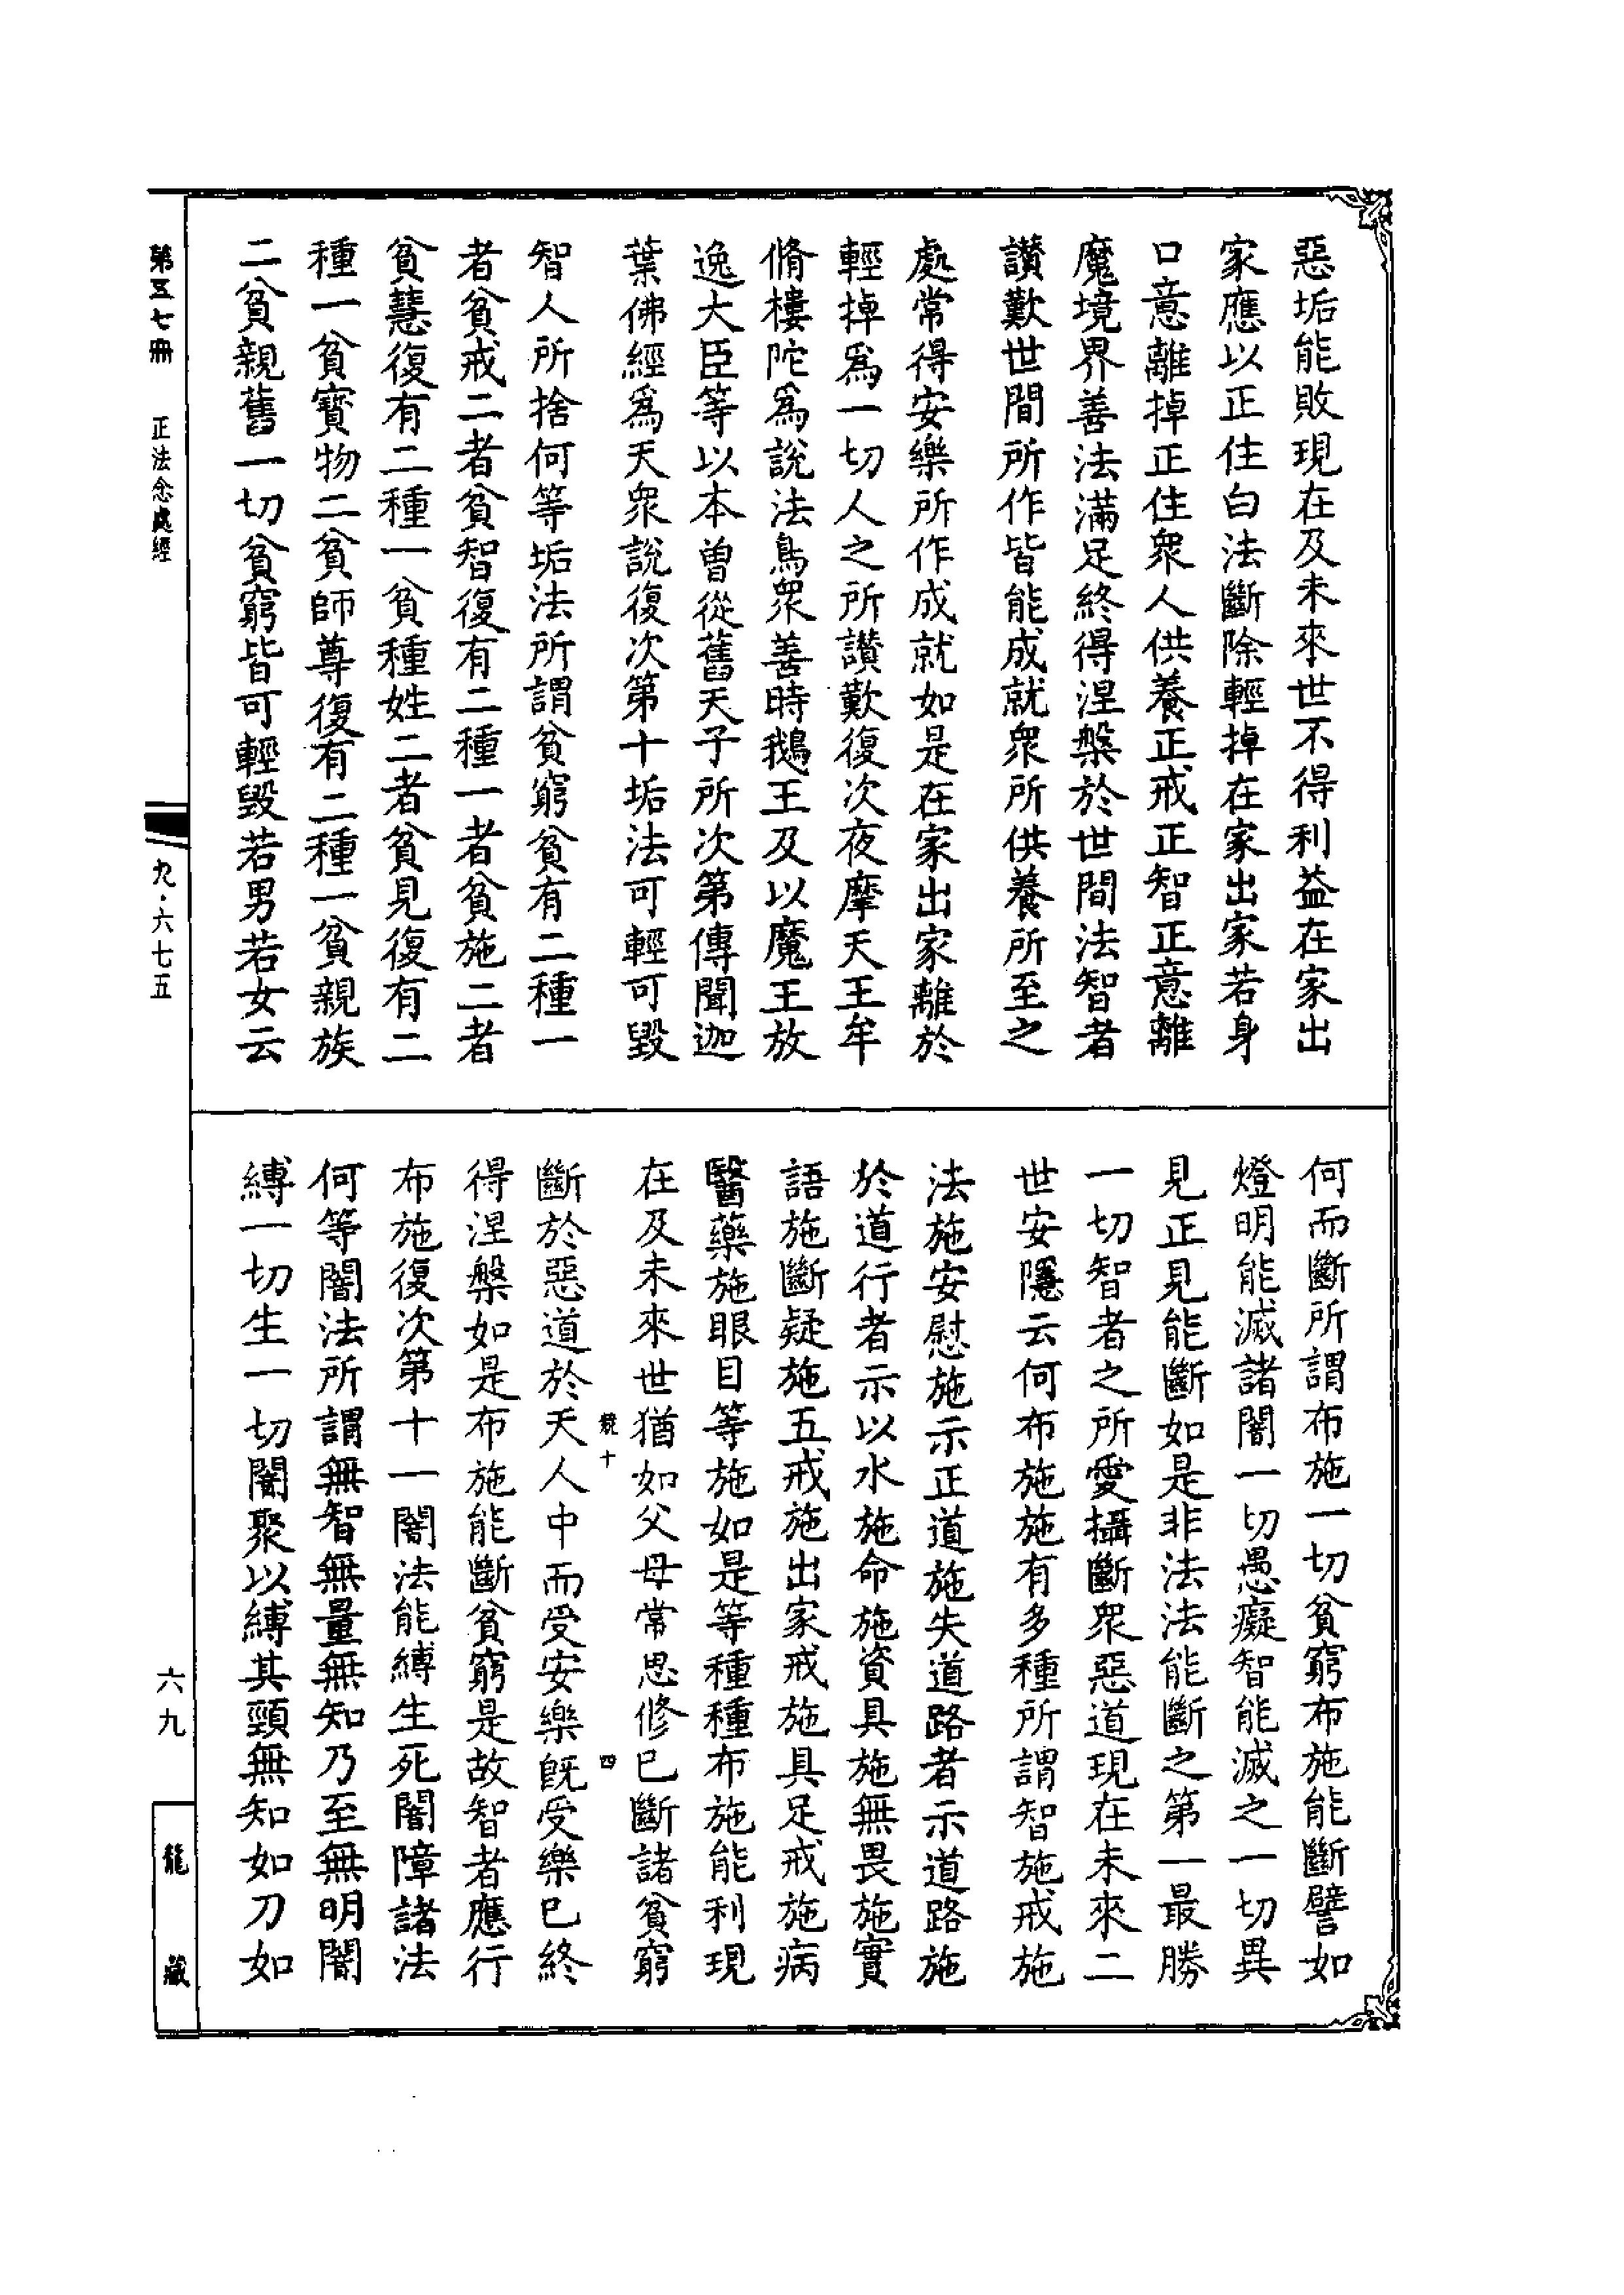 惡垢能敗現在及未來世不得利益在家出
家應以正住白法斷除輕掉在家出家若身
口意離掉正住衆人供養正戒正智正意離
魔境界善法滿足終得涅槃於世間法智者
讃歎世間所作皆能成就衆所供養所至之
處常得安樂所作成就如是在家出家離於
輕掉爲一切人之所讃歎復次夜摩天王牟
脩樓陀爲說法鳥衆善時鵝王及以魔王放
逸大臣等以本曽從舊天子所次第傳聞迦
葉佛經爲天衆說復次第十垢法可輕可毀
智人所捨何等垢法所謂貧窮貧有二種一
者貧戒二者貧智復有二種一者貧施二者
貧慧復有二種一貧種姓二者貧見復有二
種一貧寳物二貧師尊復有二種一貧親族
二貧親舊一切貧窮皆可輕毀若男若女云
何而斷所謂布施一切貧窮布施能斷譬如
燈明能滅諸闇一切愚癡智能滅之一切異
見正見能斷如是非法法能斷之第一最勝
一切智者之所愛攝斷衆惡道現在未來二
世安隱云何布施施有多種所謂智施戒施
法施安慰施示正道施失道路者示道路施
於道行者示以水施命施資具施無畏施實
語施斷疑施五戒施出家戒施具足戒施病
醫藥施眼目等施如是等種種布施能利現
在及未來世猶如父母常思修已斷諸貧窮
競十 四
斷於惡道於天人中而受安樂旣受樂已終
得涅槃如是布施能斷貧窮是故智者應行
布施復次第十一闇法能縛生死闇障諸法
何等闇法所謂無智無量無知乃至無明闇
縛一切生一切闇聚以縛其頸無知如刀如
第五七冊 正法念處經
九·六七五
六九
龍藏